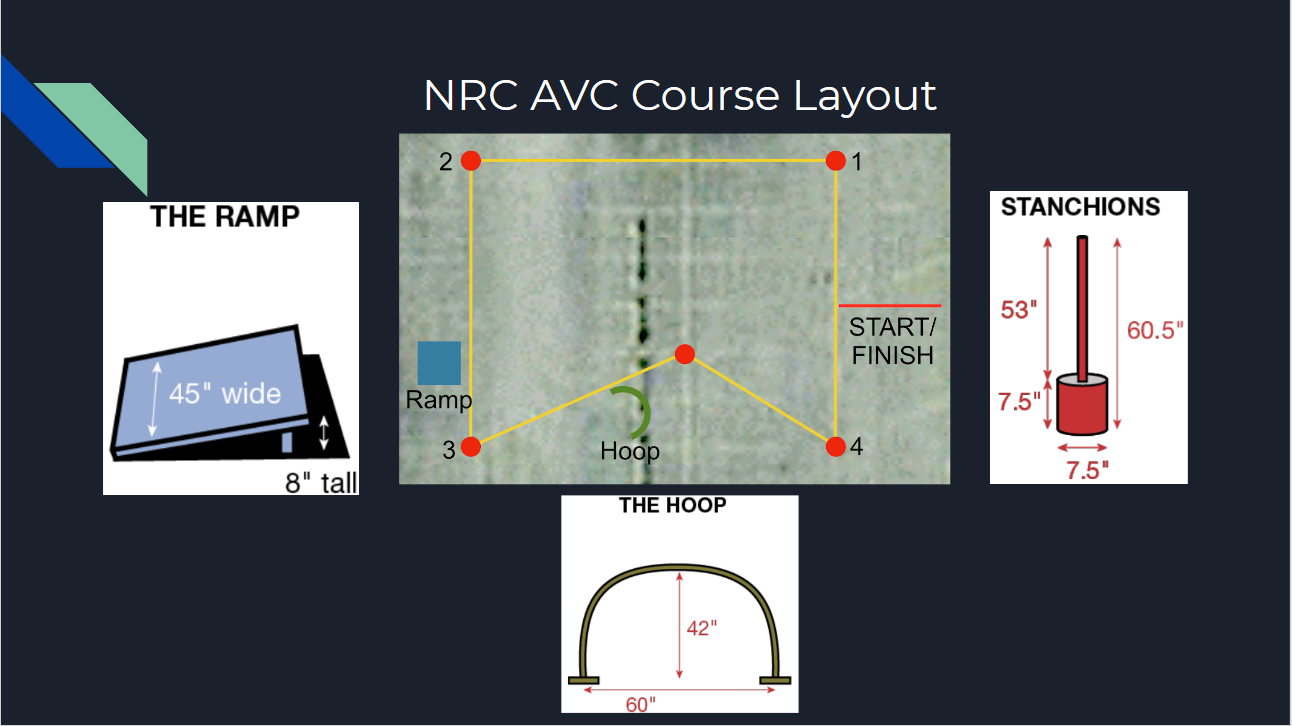 NRC AVC Course Layout
THE RAMP
45" wide
8" tall
2
1
START/
FINISH
Ramp
3
Hoop
4
STANCHIONS
53"
60.5"
7.5"
7.5"
THE HOOP
42"
60"